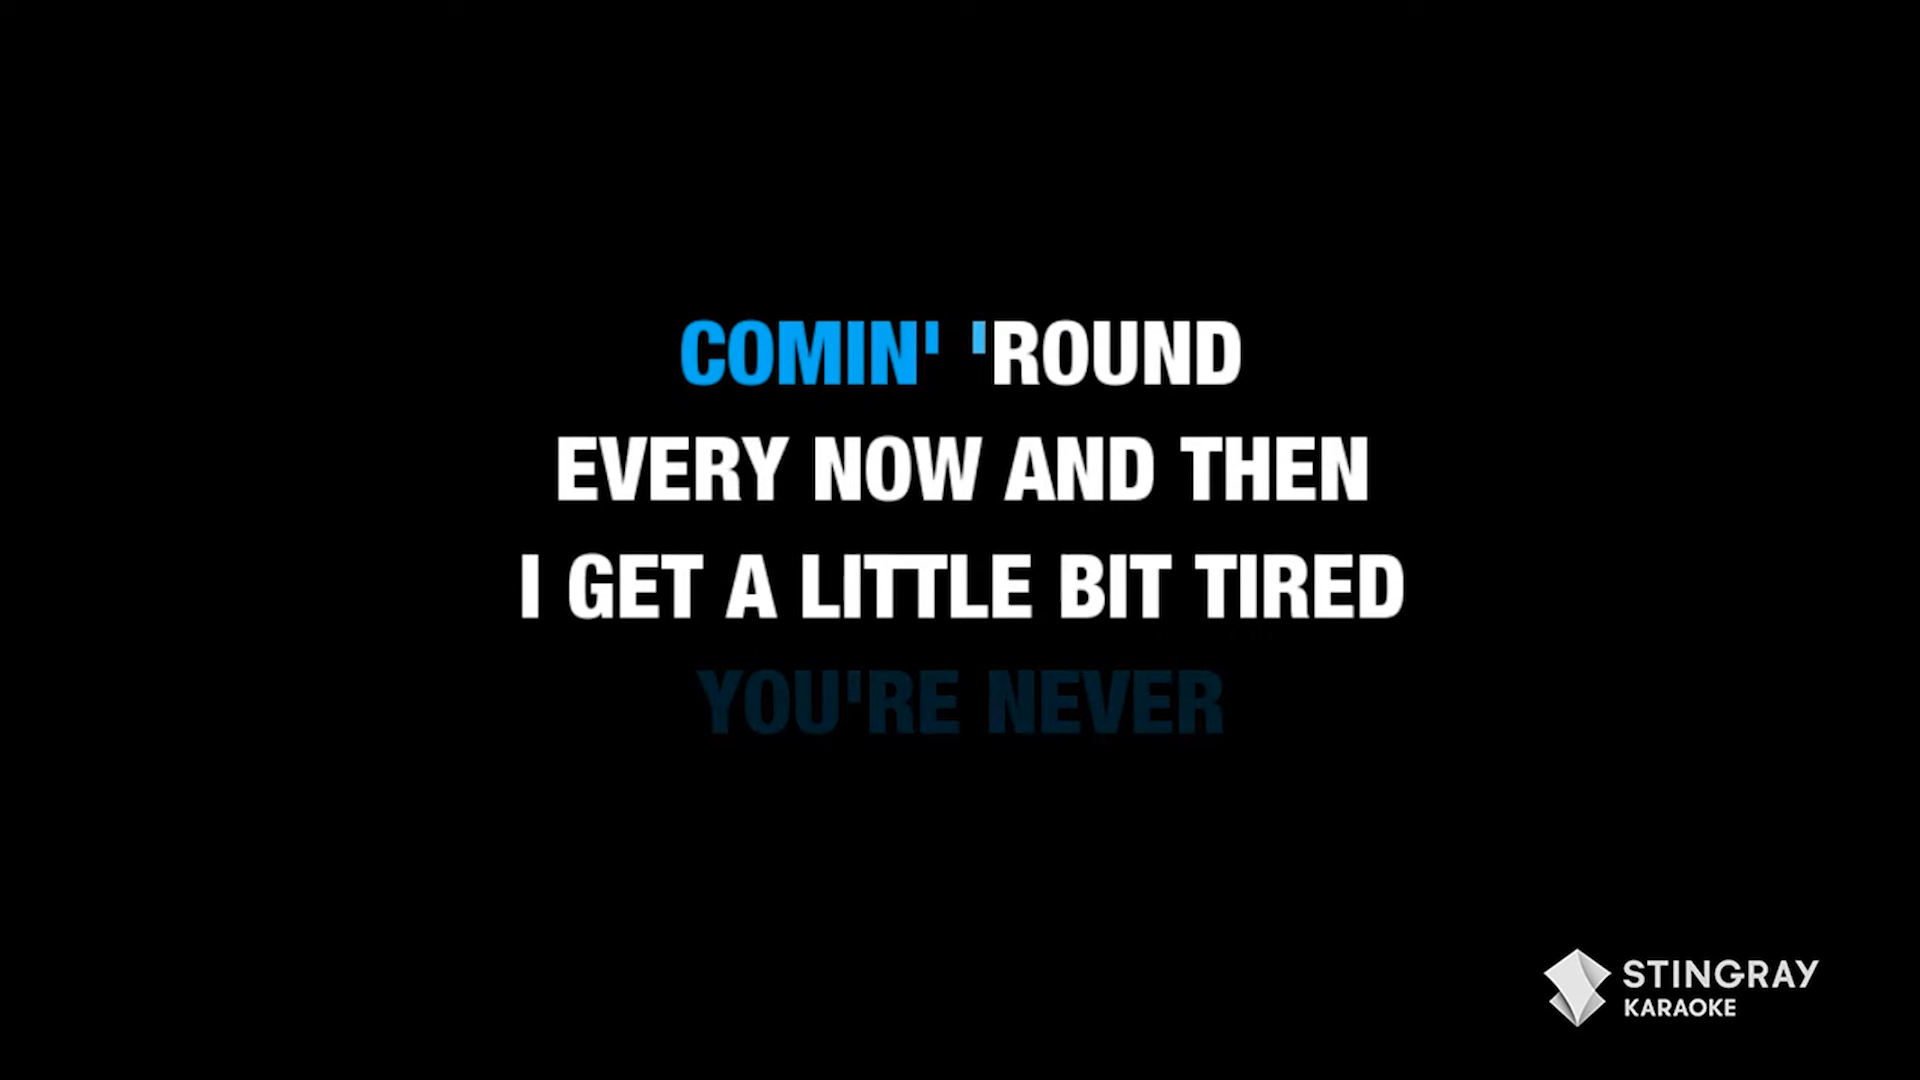 COMIN' 'ROUND
EVERY NOW AND THEN
I GET A LITTLE BIT TIRED
YOU'RE NEVER
STINGRAY
KARAOKE